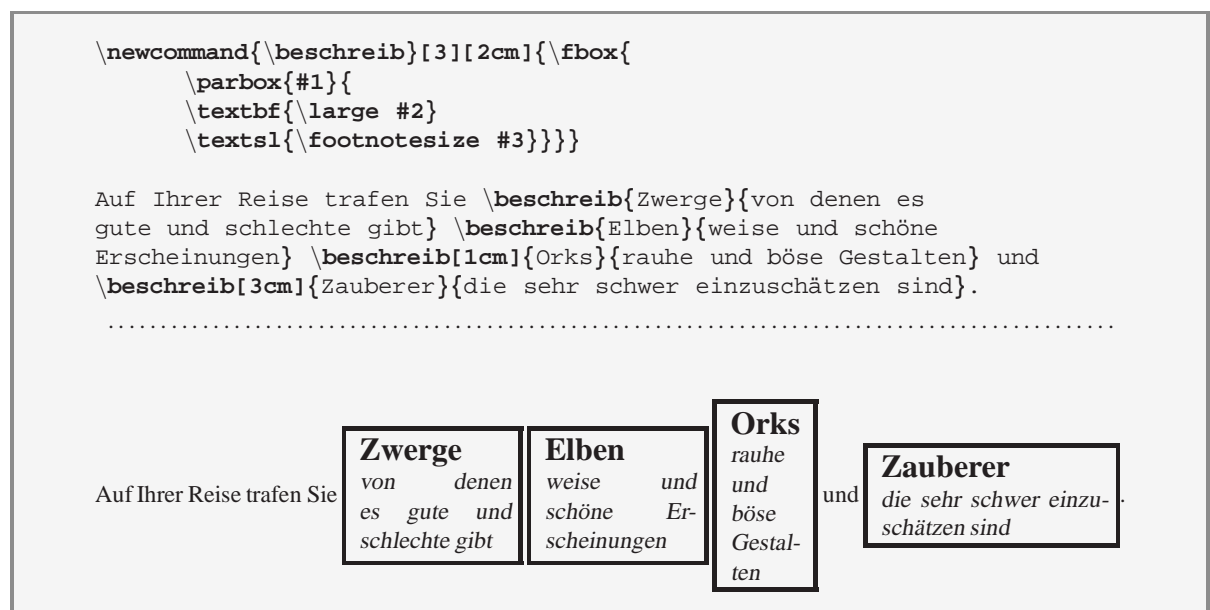 \newcommand{\beschreib}[3][2cm]{\fbox{
\parbox{#1}{
\textbf{\large #2}
\textsl{\footnotesize #3}}}}
Auf Ihrer Reise trafen Sie \beschreib{Zwerge}{von denen es
gute und schlechte gibt} \beschreib{Elben}{weise und schöne
Erscheinungen} \beschreib[1cm]{Orks}{rauhe und böse Gestalten} und
\beschreib[3cm]{Zauberer}{die sehr schwer einzuschätzen sind}.
Auf Ihrer Reise trafen Sie
Zwerge
von denen
es gute und
schlechte gibt
Elben
weise und
schöne Er-
scheinungen
Orks
rauhe
und
böse
Gestal-
ten
und
Zauberer
die sehr schwer einzu-
schätzen sind
.